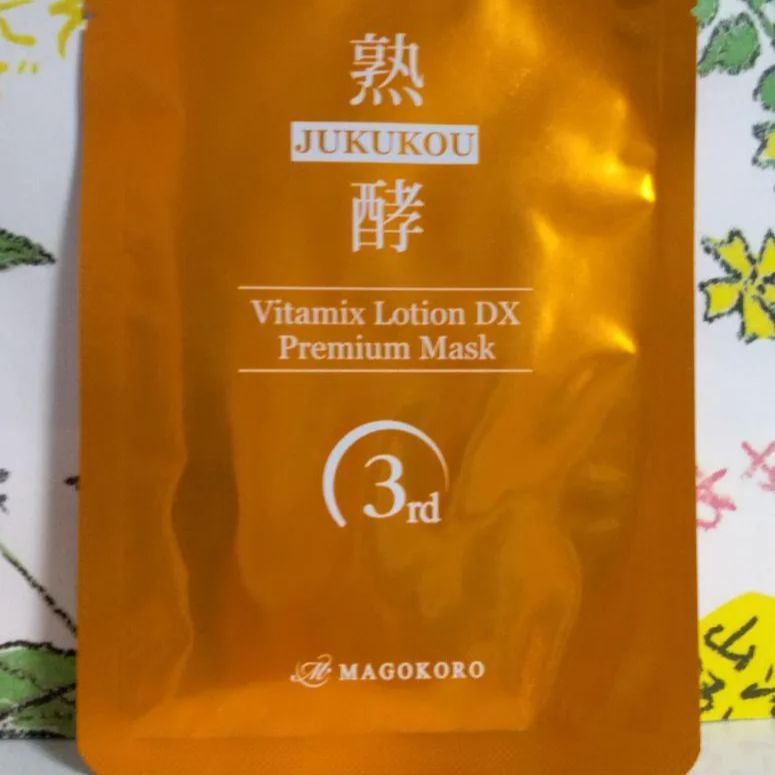 熟
JUKUKOU
酵
Vitamix Lotion DX
Premium Mask
3rd
M MAGOKORO